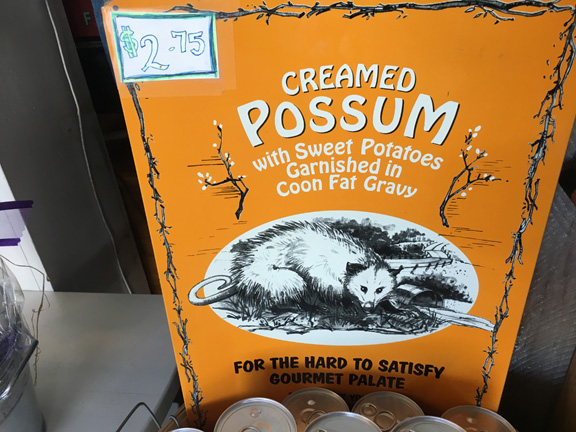 $2.75
CREAMED
POSSUM
with Sweet Potatoes
Garnished in
Coon Fat Gravy
FOR THE HARD TO SATISFY
GOURMET PALATE